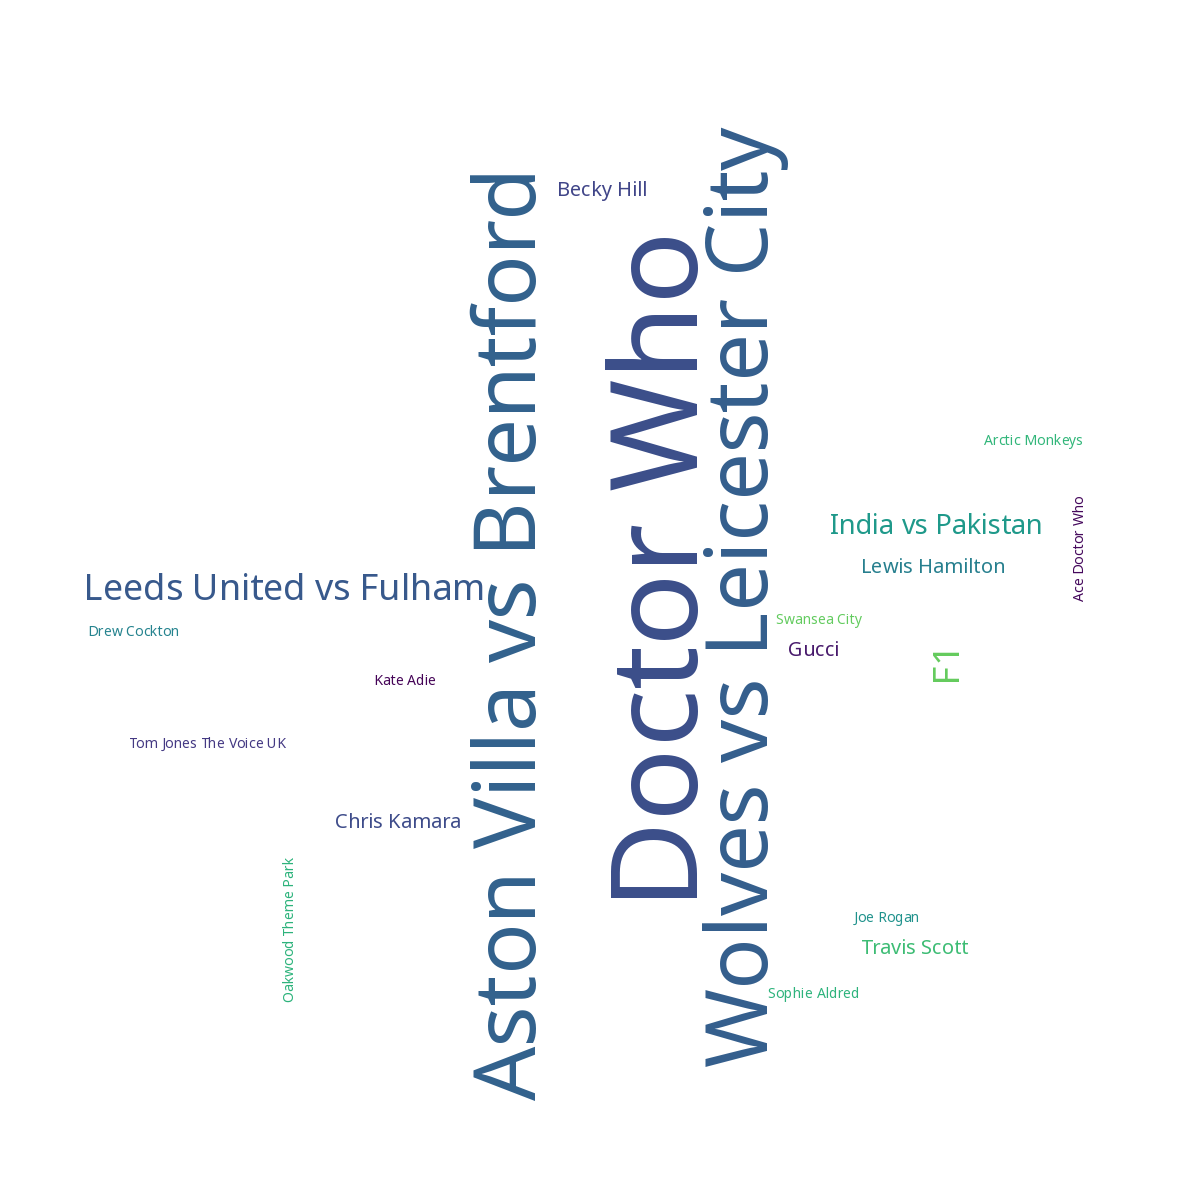 Becky Hill
Aston Villa vs Brentford
Doctor Who
Wolves vs Leicester City
Arctic Monkeys
India vs Pakistan
Ace Doctor Who
Lewis Hamilton
Leeds United vs Fulham
Swansea City
Drew Cockton
Gucci
F1
Kate Adie
Tom Jones The Voice UK
Chris Kamara
Oakwood Theme Park
Joe Rogan
Travis Scott
Sophie Aldred